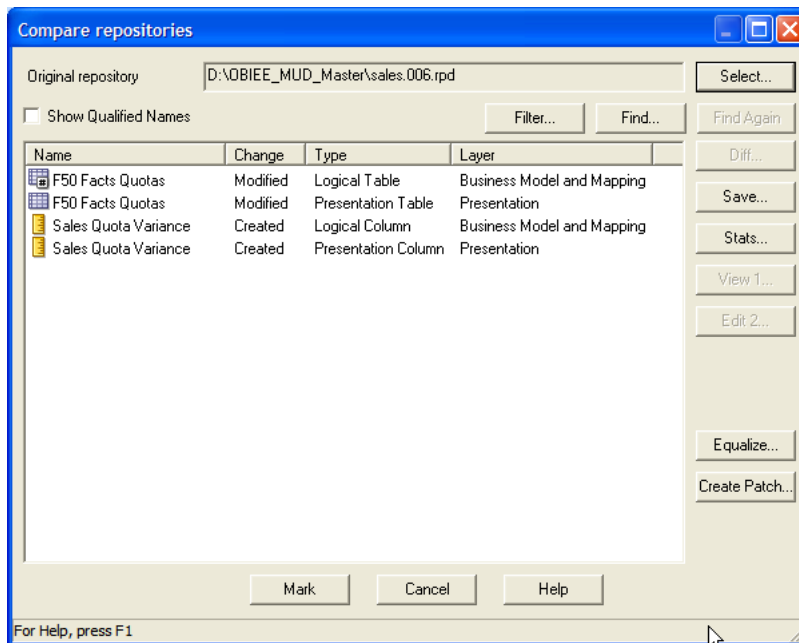 Compare repositories
Original repository D:\OBIEE_MUD_Master\sales.006.rpd Select...
Show Qualified Names Filter... Find... Find Again
Name Change Type Layer
F50 Facts Quotas Modified Logical Table Business Model and Mapping
F50 Facts Quotas Modified Presentation Table Presentation
Sales Quota Variance Created Logical Column Business Model and Mapping
Sales Quota Variance Created Presentation Column Presentation
Diff...
Save...
Stats...
View 1...
Edit 2...
Equalize...
Create Patch...
Mark Cancel Help
For Help, press F1